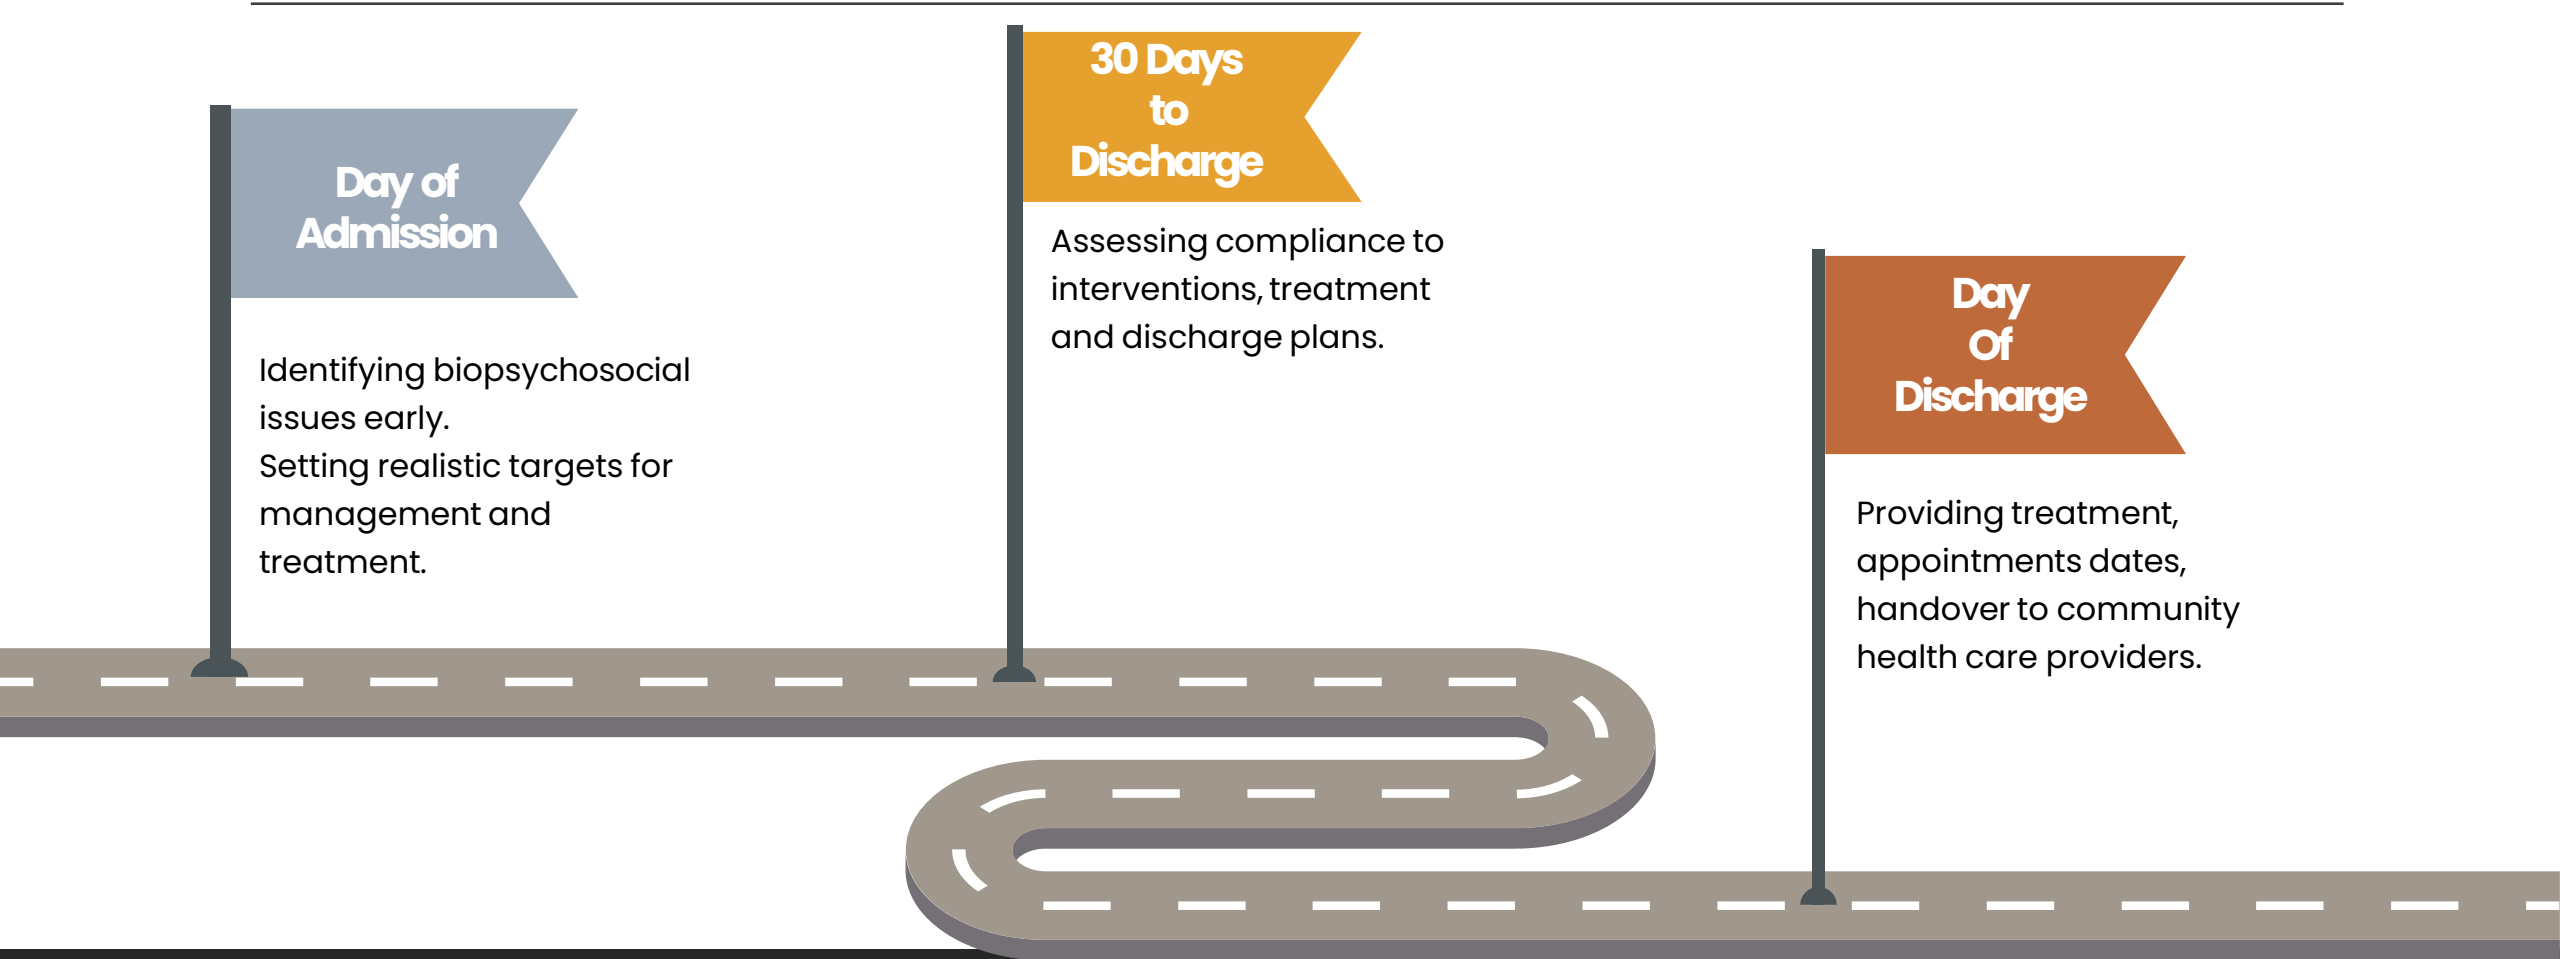 Day of
Admission
Identifying biopsychosocial
issues early.
Setting realistic targets for
management and
treatment.
30 Days
to
Discharge
Assessing compliance to
interventions, treatment
and discharge plans.
Day
Of
Discharge
Providing treatment,
appointments dates,
handover to community
health care providers.